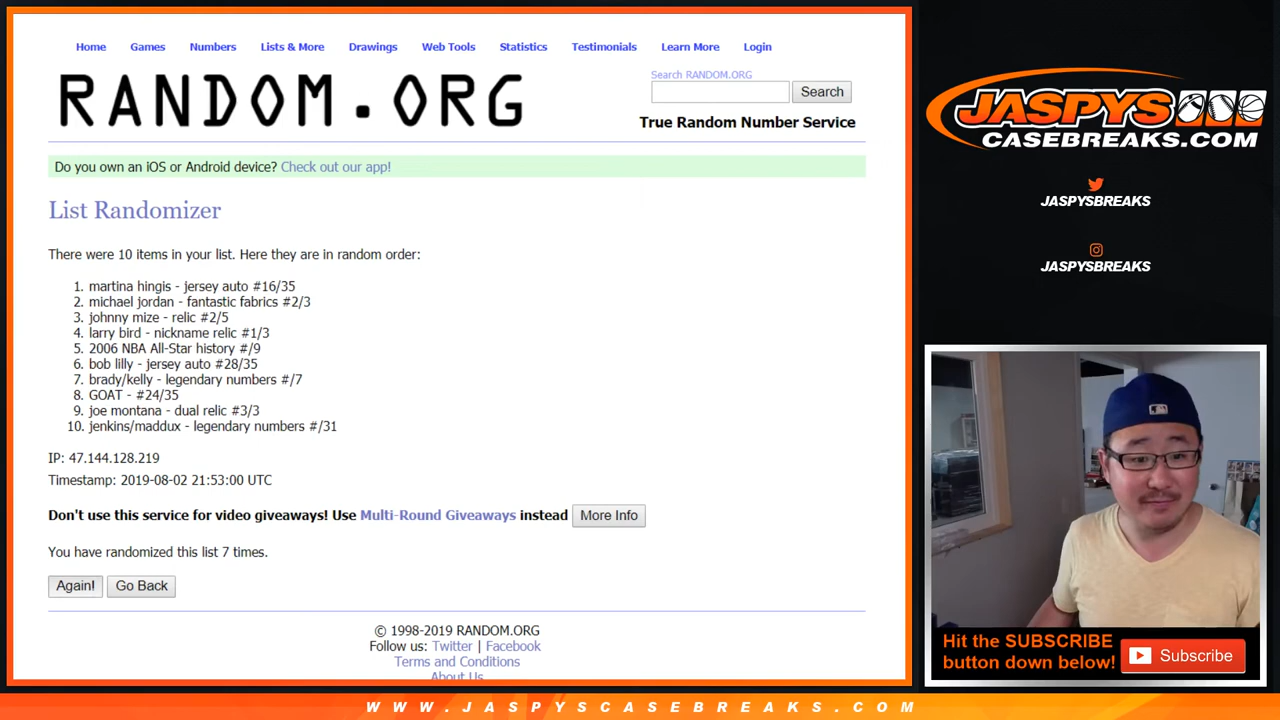 Home Games Numbers Lists & More Drawings Web Tools Statistics Testimonials Learn More Login
RANDOM.ORG
Search RANDOM.ORG
Search
True Random Number Service
Do you own an iOS or Android device? Check out our app!
List Randomizer
There were 10 items in your list. Here they are in random order:
1. martina hingis - jersey auto #16/35
2. michael jordan - fantastic fabrics #2/3
3. johnny mize - relic #2/5
4. larry bird - nickname relic #1/3
5. 2006 NBA All-Star history #/9
6. bob lilly - jersey auto #28/35
7. brady/kelly - legendary numbers #/7
8. GOAT - #24/35
9. joe montana - dual relic #3/3
10. jenkins/maddux - legendary numbers #/31
IP: 47.144.128.219
Timestamp: 2019-08-02 21:53:00 UTC
Don't use this service for video giveaways! Use Multi-Round Giveaways instead More Info
You have randomized this list 7 times.
Again! Go Back
© 1998-2019 RANDOM.ORG
Follow us: Twitter | Facebook
Terms and Conditions
About Us
JASPYS
CASEBREAKS.COM
JASPYSBREAKS
JASPYSBREAKS
Hit the SUBSCRIBE
button down below!
Subscribe
WWW.JASPYSCASEBREAKS.COM